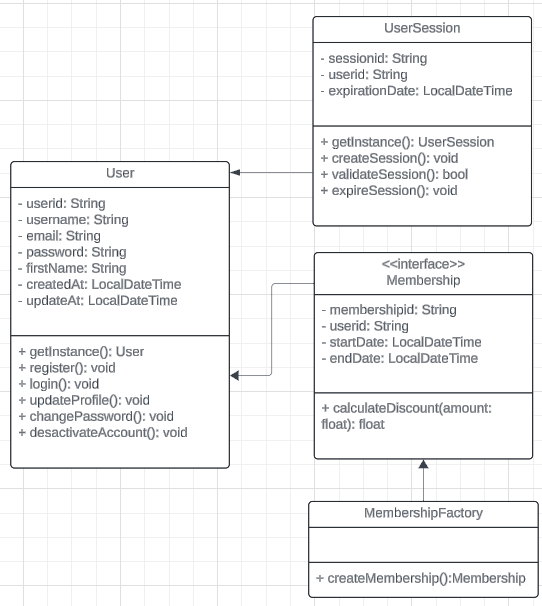 UserSession
- sessionid: String
- userid: String
- expirationDate: LocalDateTime
+ getInstance(): UserSession
+ createSession(): void
+ validateSession(): bool
+ expireSession(): void
User
- userid: String
- username: String
- email: String
- password: String
- firstName: String
- createdAt: LocalDateTime
- updateAt: LocalDateTime
+ getInstance(): User
+ register(): void
+ login(): void
+ updateProfile(): void
+ changePassword(): void
+ desactivateAccount(): void
<<interface>>
Membership
- membershipid: String
- userid: String
- startDate: LocalDateTime
- endDate: LocalDateTime
+ calculateDiscount(amount:
float): float
MembershipFactory
+ createMembership():Membership